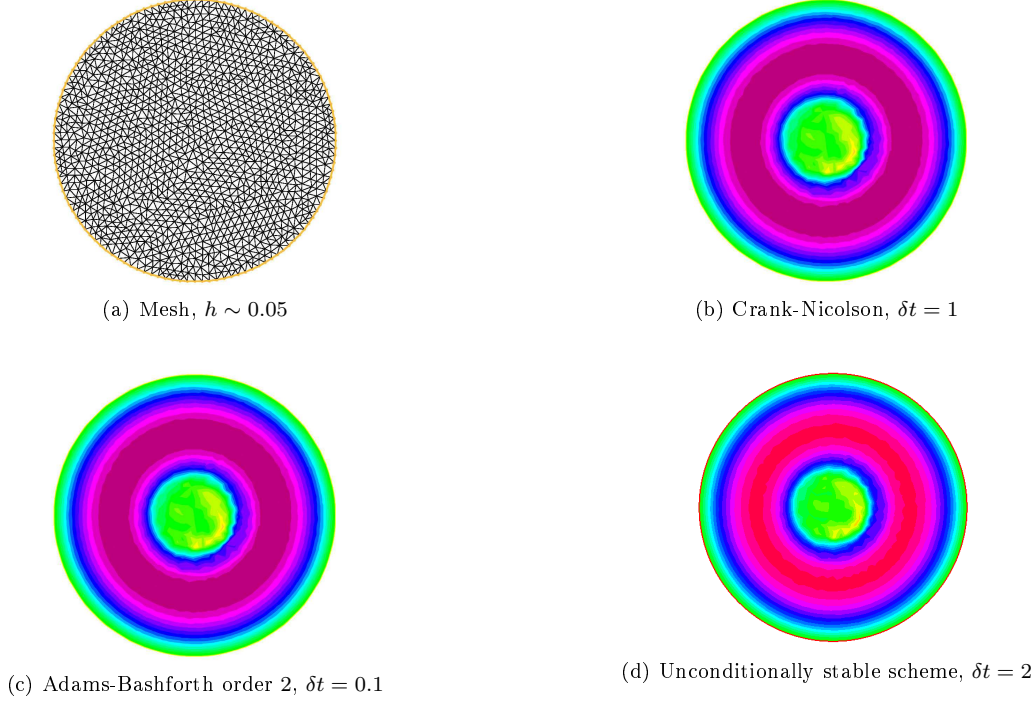 (a) Mesh, h ∼ 0.05
(b) Crank-Nicolson, δt = 1
(c) Adams-Bashforth order 2, δt = 0.1
(d) Unconditionally stable scheme, δt = 2